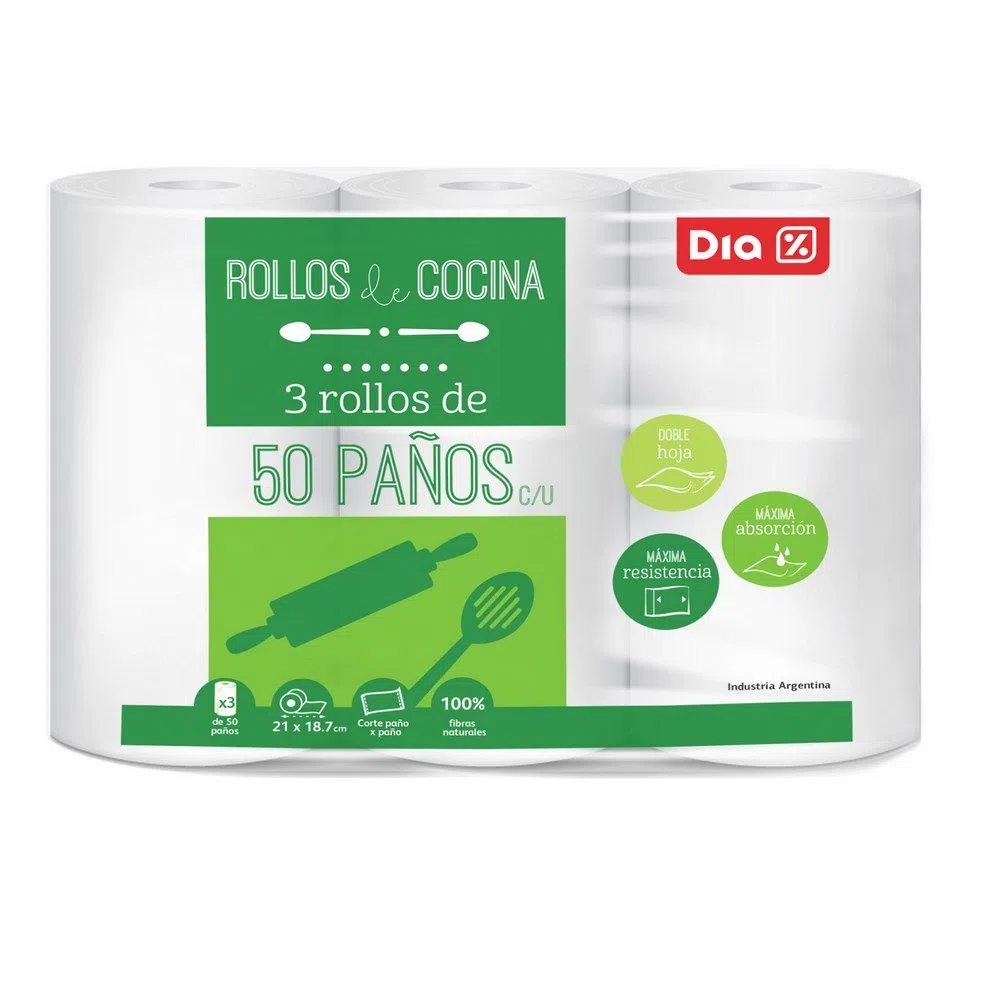 DIA %
ROLLOS de COCINA
3 rollos de
50 PAÑOS C/U
DOBLE
hoja
MÁXIMA
absorción
MÁXIMA
resistencia
Industria Argentina
x3
de 50
paños
21 x 18.7cm
Corte paño
x paño
100%
fibras
naturales